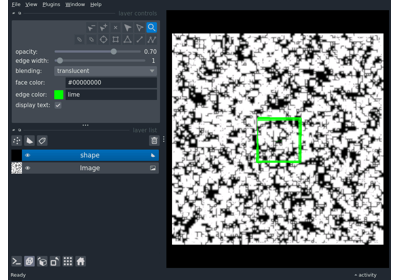 File View Plugins Window Help
layer controls
opacity: 0.70
edge width: 1
blending: translucent
face color: #00000000
edge color: lime
display text:
layer list
shape
Image
Ready
activity